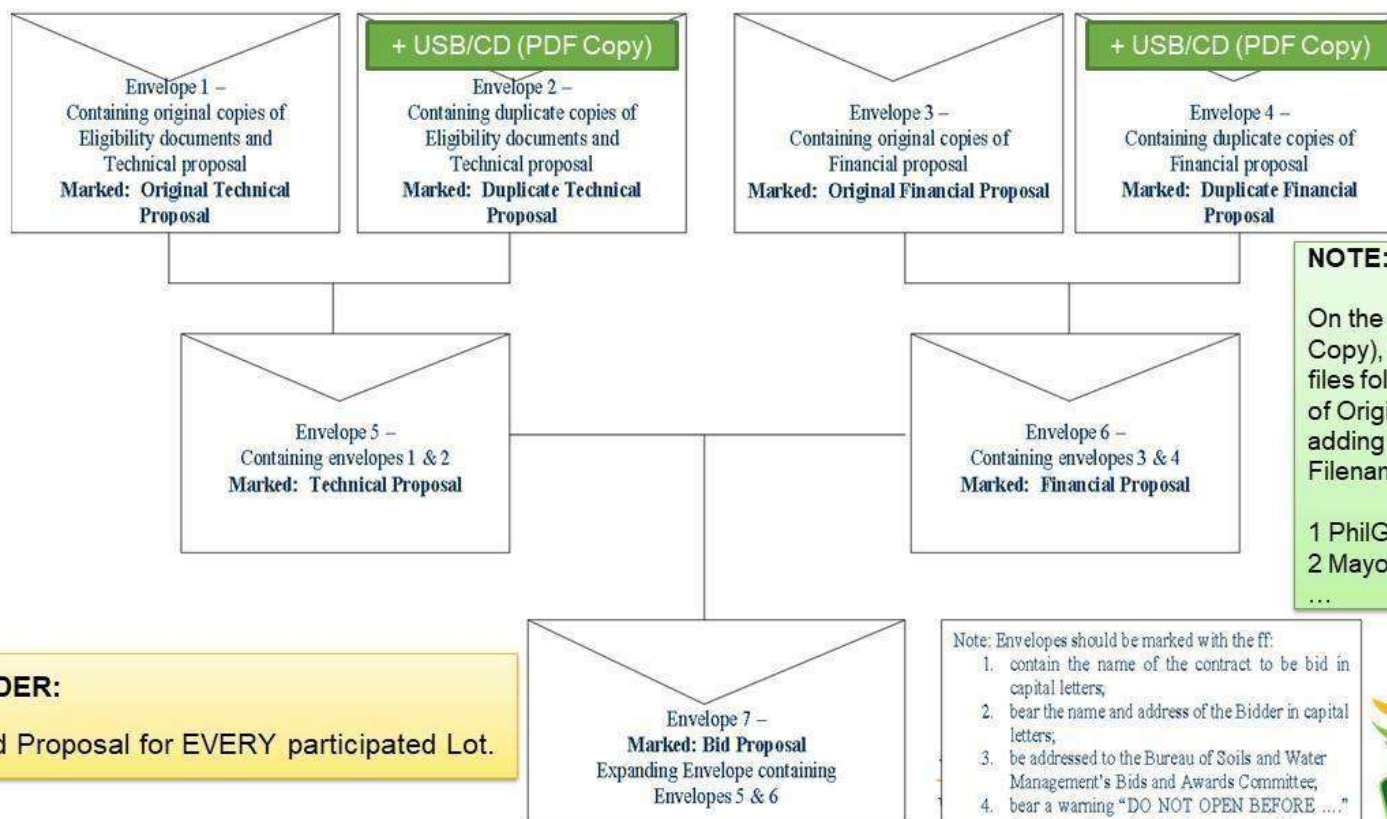 Envelope 1 –
Containing original copies of
Eligibility documents and
Technical proposal
Marked: Original Technical
Proposal
+ USB/CD (PDF Copy)
Envelope 2 –
Containing duplicate copies of
Eligibility documents and
Technical proposal
Marked: Duplicate Technical
Proposal
Envelope 3 –
Containing original copies of
Financial proposal
Marked: Original Financial Proposal
+ USB/CD (PDF Copy)
Envelope 4 –
Containing duplicate copies of
Financial proposal
Marked: Duplicate Financial
Proposal
NOTE:
On the
Copy),
files fol
of Origi
adding
Filenan
1 PhilG
2 Mayo
...
Envelope 5 –
Containing envelopes 1 & 2
Marked: Technical Proposal
Envelope 6 –
Containing envelopes 3 & 4
Marked: Financial Proposal
DER:
d Proposal for EVERY participated Lot.
Envelope 7 –
Marked: Bid Proposal
Expanding Envelope containing
Envelopes 5 & 6
Note: Envelopes should be marked with the ff:
1. contain the name of the contract to be bid in
capital letters;
2. bear the name and address of the Bidder in capital
letters;
3. be addressed to the Bureau of Soils and Water
Management's Bids and Awards Committee;
4. bear a warning “DO NOT OPEN BEFORE ….”